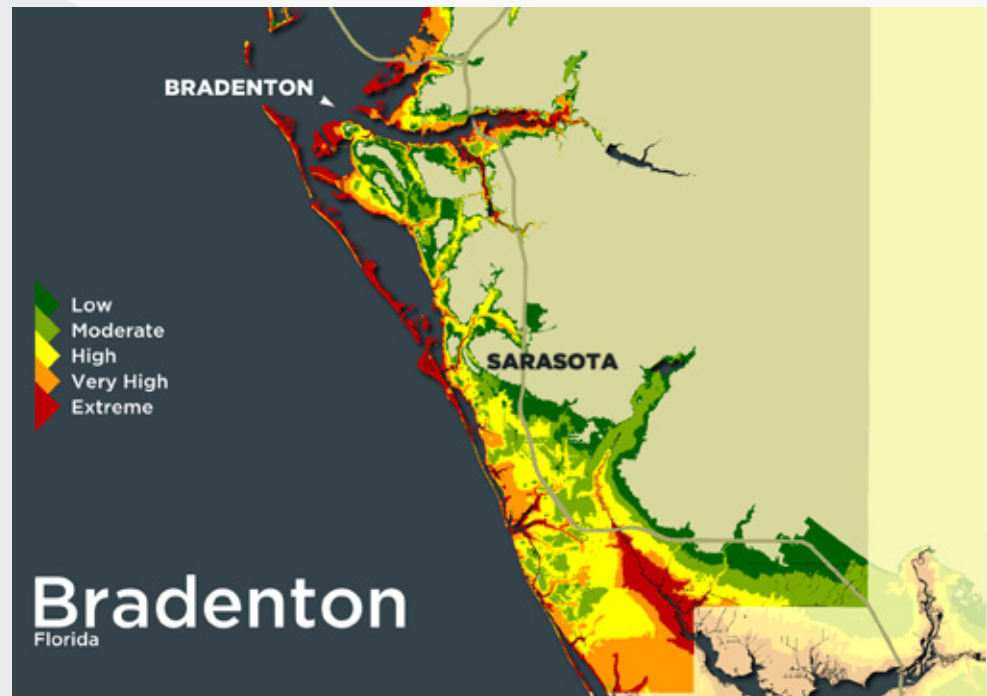 BRADENTON
Low
Moderate
High
Very High
Extreme
SARASOTA
Bradenton
Florida